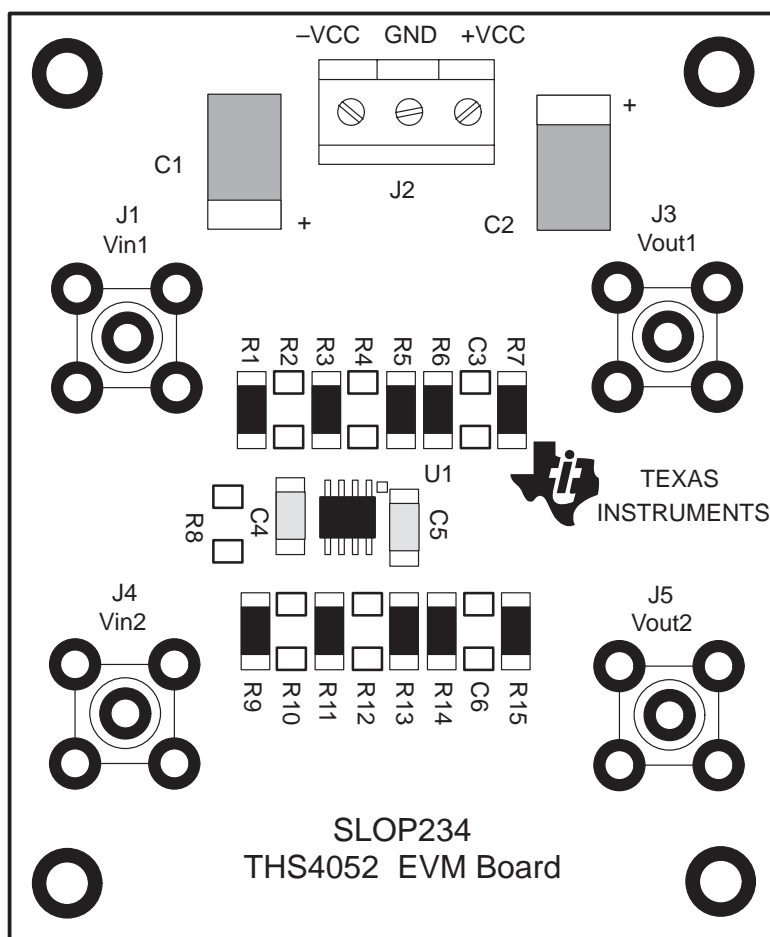 –VCC GND +VCC
+
C1
J2
C2
+
J1
Vin1
J3
Vout1
R1 R2 R3 R4 R5 R6 C3 R7
U1
TEXAS
INSTRUMENTS
R8 C4 C5
J4
Vin2
J5
Vout2
R9 R10 R11 R12 R13 R14 C6 R15
SLOP234
THS4052 EVM Board